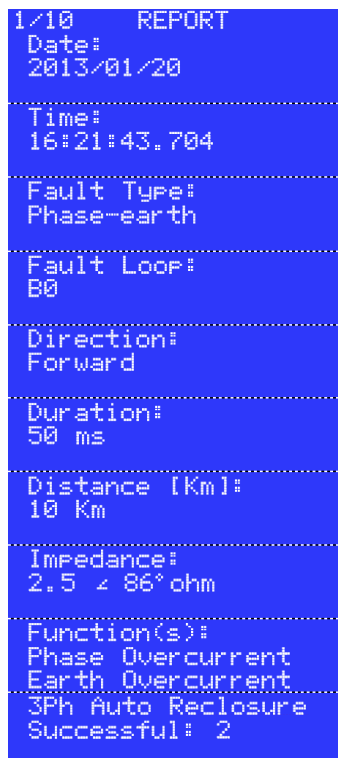 1/10 REPORT
Date:
2013/01/20
Time:
16:21:43.704
Fault Type:
Phase-earth
Fault Loop:
B0
Direction:
Forward
Duration:
50 ms
Distance [Km]:
10 Km
Impedance:
2.5 ∠ 86° ohm
Function(s):
Phase Overcurrent
Earth Overcurrent
3Ph Auto Reclosure
Successful: 2